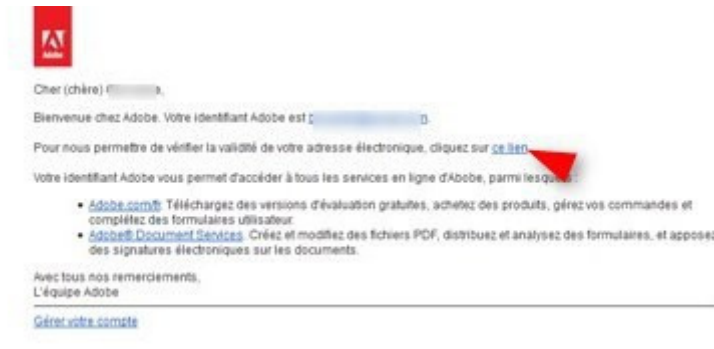 Adobe
Cher (chère)
Bienvenue chez Adobe. Votre identifiant Adobe est
Pour nous permettre de vérifier la validité de votre adresse électronique, cliquez sur ce lien
Votre identifiant Adobe vous permet d'accéder à tous les services en ligne d'Abobe, parmi lesquels :
• Adobe.com/fr. Téléchargez des versions d'évaluation gratuites, achetez des produits, gérez vos commandes et
complétez des formulaires utilisateur.
• Adobe® Document Services. Créez et modifiez des fichiers PDF, distribuez et analysez des formulaires, et apposez
des signatures électroniques sur les documents.
Avec tous nos remerciements,
L'équipe Adobe
Gérer votre compte